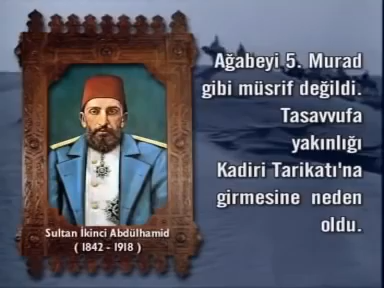 Ağabeyi 5. Murad
gibi müsrif değildi.
Tasavvufa
yakınlığı
Kadiri Tarikatı'na
girmesine neden
oldu.
Sultan İkinci Abdülhamid
( 1842 - 1918 )